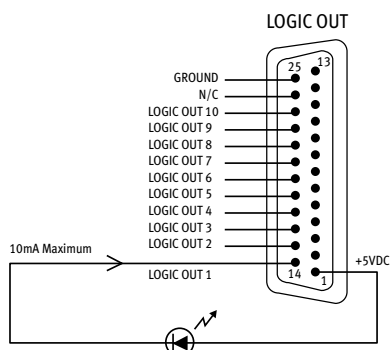 LOGIC OUT
25
13
GROUND
N/C
LOGIC OUT 10
LOGIC OUT 9
LOGIC OUT 8
LOGIC OUT 7
LOGIC OUT 6
LOGIC OUT 5
LOGIC OUT 4
LOGIC OUT 3
LOGIC OUT 2
10mA Maximum
LOGIC OUT 1
14
1
+5VDC